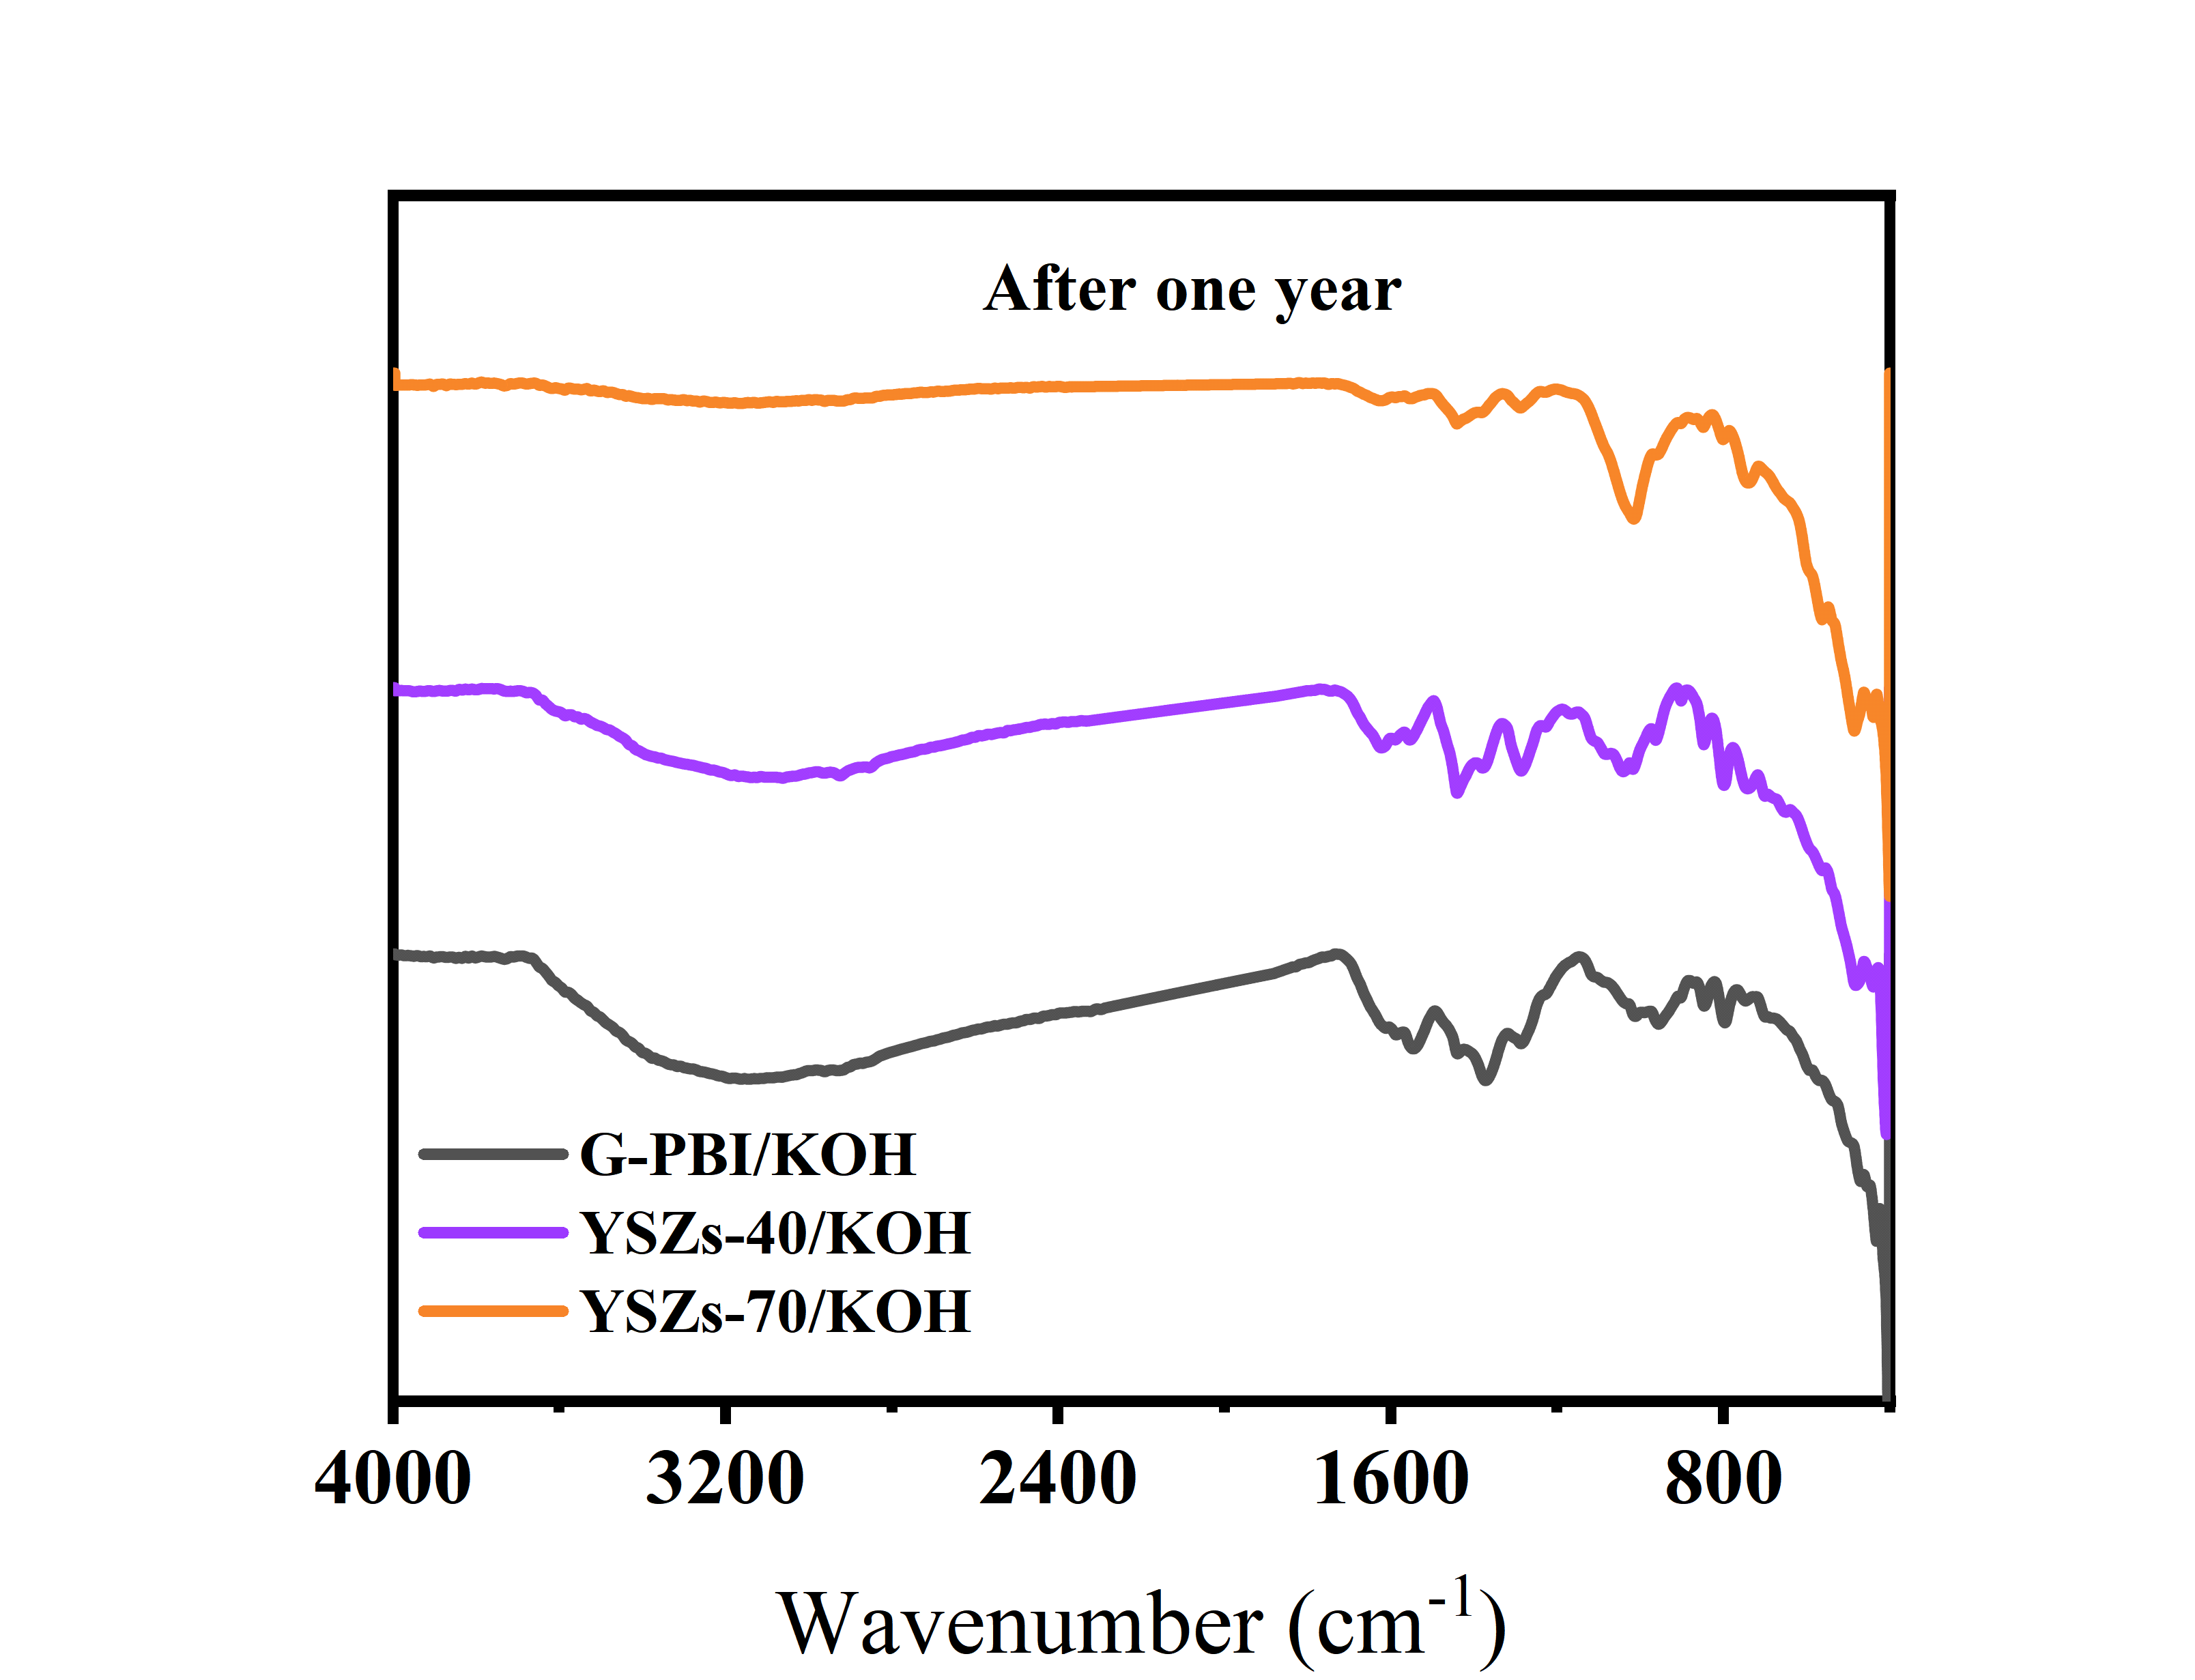 After one year
G-PBI/KOH
YSZs-40/KOH
YSZs-70/KOH
4000 3200 2400 1600 800
Wavenumber (cm⁻¹)